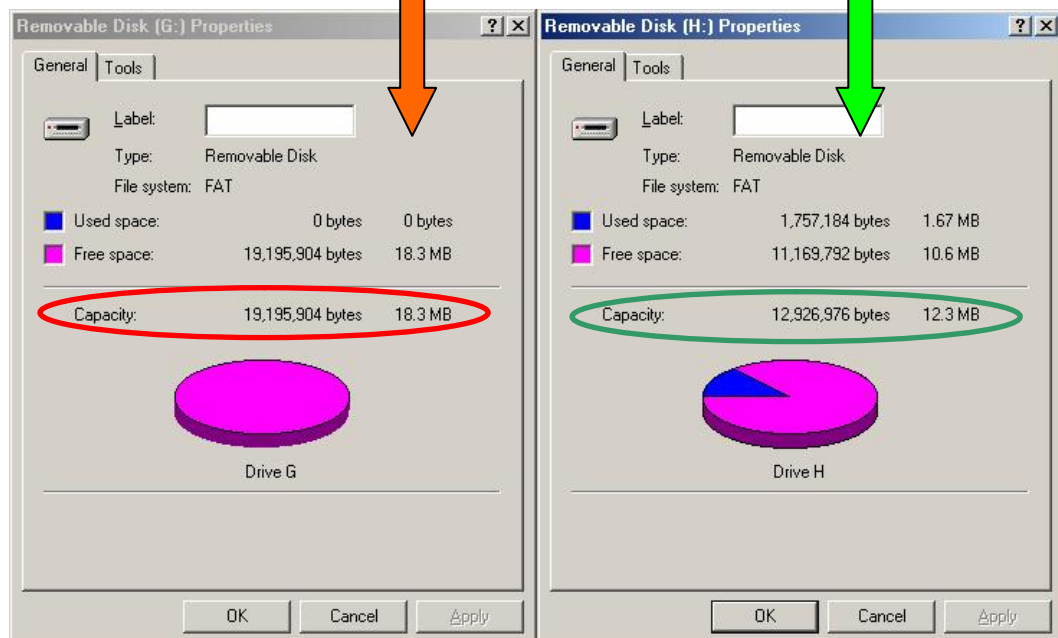 Removable Disk (G:) Properties
General Tools
Label:
Type: Removable Disk
File system: FAT
Used space: 0 bytes 0 bytes
Free space: 19,195,904 bytes 18.3 MB
Capacity: 19,195,904 bytes 18.3 MB
Drive G
OK Cancel Apply
Removable Disk (H:) Properties
General Tools
Label:
Type: Removable Disk
File system: FAT
Used space: 1,757,184 bytes 1.67 MB
Free space: 11,169,792 bytes 10.6 MB
Capacity: 12,926,976 bytes 12.3 MB
Drive H
OK Cancel Apply